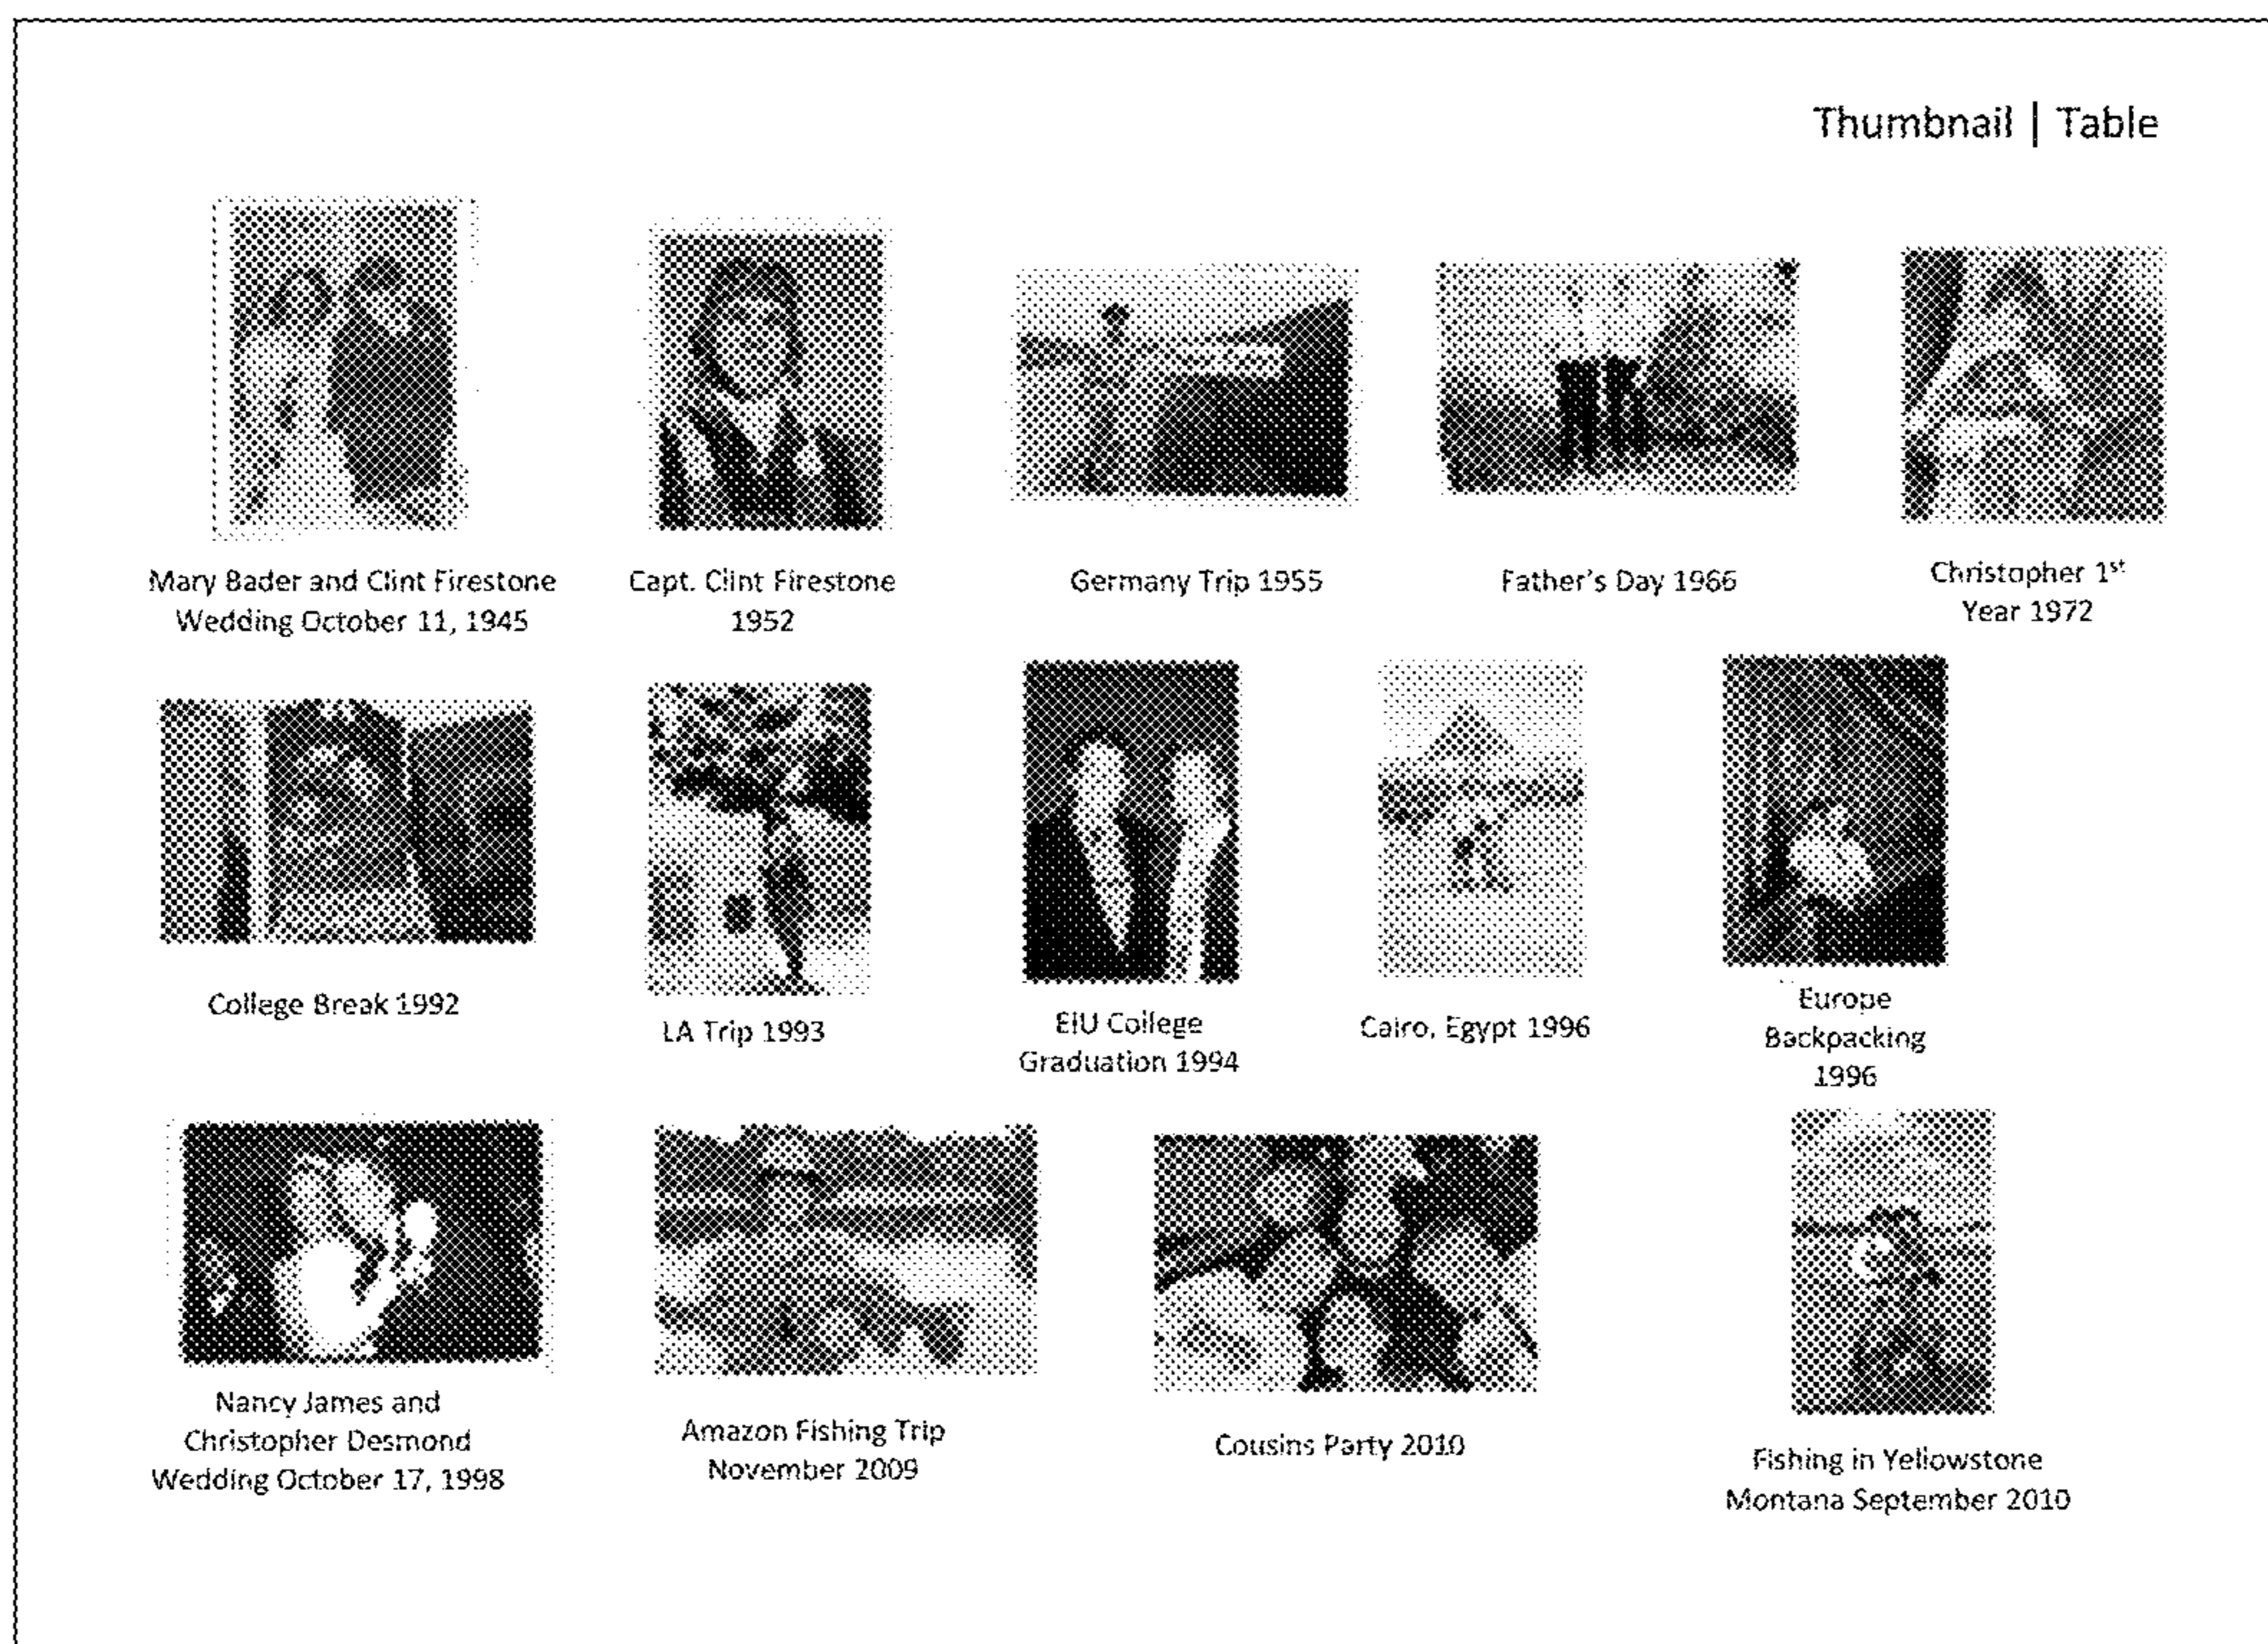 Thumbnail | Table
Mary Bader and Clint Firestone
Wedding October 11, 1945
Capt. Clint Firestone
1952
Germany Trip 1955
Father's Day 1966
Christopher 1st
Year 1972
College Break 1992
LA Trip 1993
EIU College
Graduation 1994
Cairo, Egypt 1996
Europe
Backpacking
1996
Nancy James and
Christopher Desmond
Wedding October 17, 1998
Amazon Fishing Trip
November 2009
Cousins Party 2010
Fishing in Yellowstone
Montana September 2010